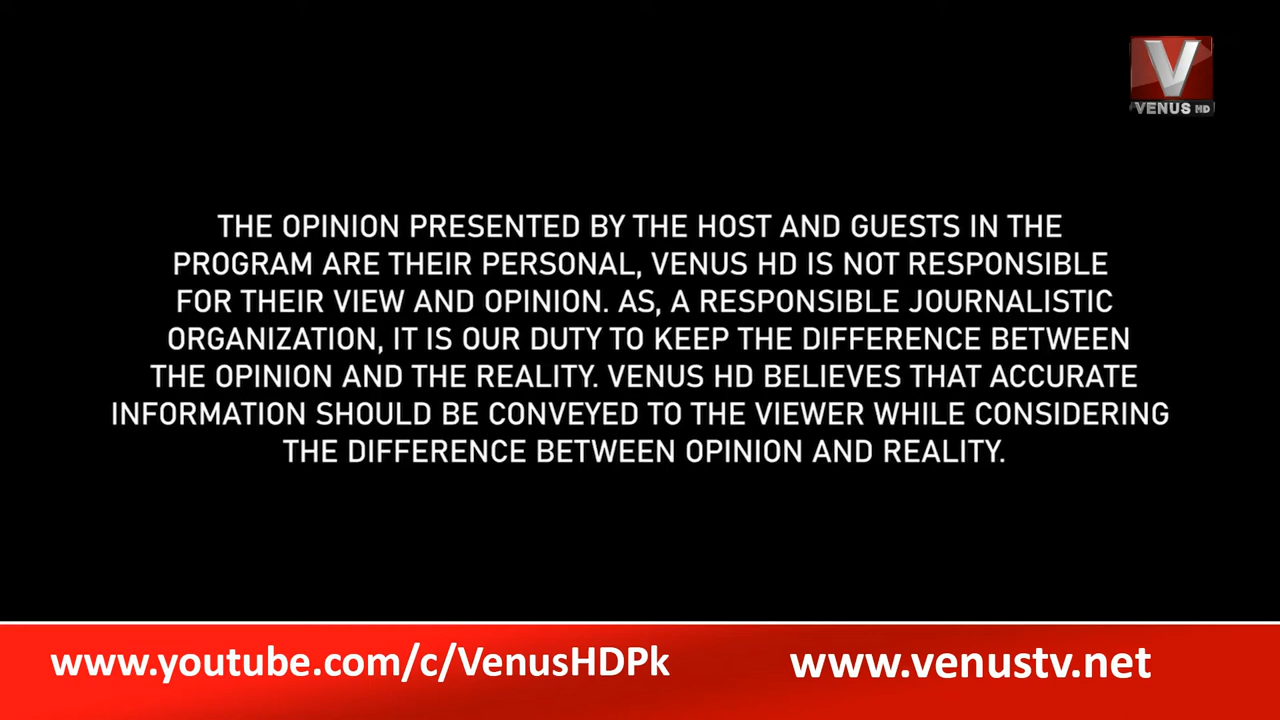 V
VENUS HD
THE OPINION PRESENTED BY THE HOST AND GUESTS IN THE
PROGRAM ARE THEIR PERSONAL, VENUS HD IS NOT RESPONSIBLE
FOR THEIR VIEW AND OPINION. AS, A RESPONSIBLE JOURNALISTIC
ORGANIZATION, IT IS OUR DUTY TO KEEP THE DIFFERENCE BETWEEN
THE OPINION AND THE REALITY. VENUS HD BELIEVES THAT ACCURATE
INFORMATION SHOULD BE CONVEYED TO THE VIEWER WHILE CONSIDERING
THE DIFFERENCE BETWEEN OPINION AND REALITY.
www.youtube.com/c/VenusHDPk
www.venustv.net